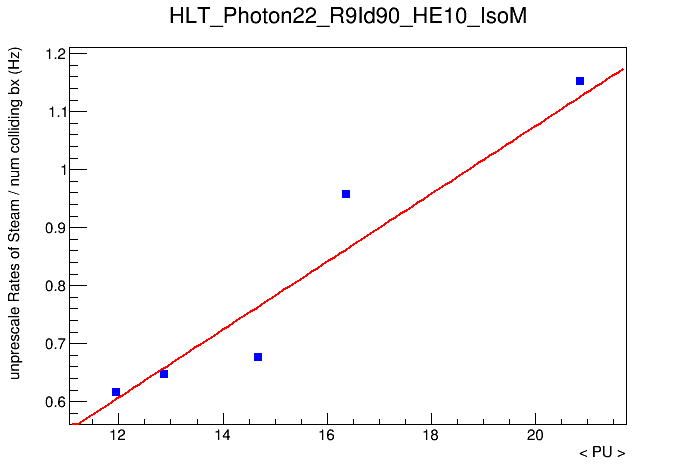 HLT_Photon22_R9Id90_HE10_IsoM
unprescale Rates of Steam / num colliding bx (Hz)
1.2
1.1
1
0.9
0.8
0.7
0.6
12 14 16 18 20
< PU >